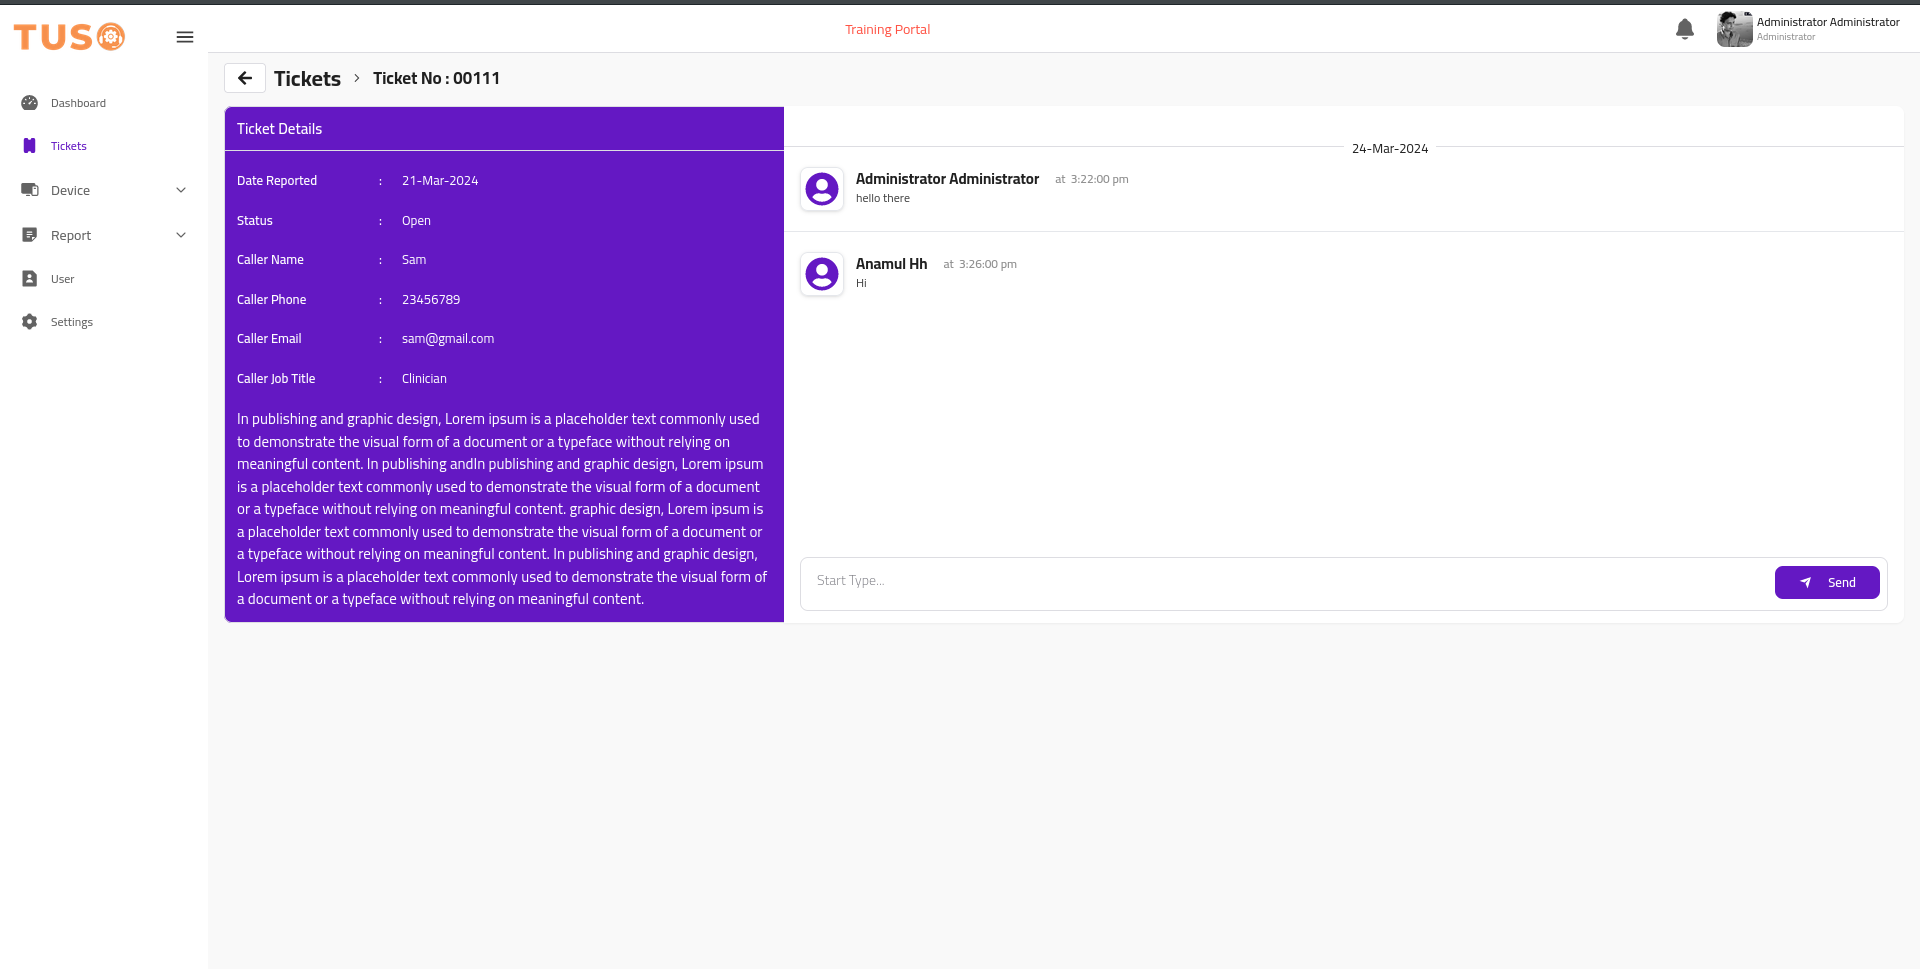 TUSO
Training Portal
Administrator Administrator
Administrator
Dashboard
Tickets
Device
Report
User
Settings
Tickets > Ticket No : 00111
Ticket Details
Date Reported : 21-Mar-2024
Status : Open
Caller Name : Sam
Caller Phone : 23456789
Caller Email : sam@gmail.com
Caller Job Title : Clinician
In publishing and graphic design, Lorem ipsum is a placeholder text commonly used
to demonstrate the visual form of a document or a typeface without relying on
meaningful content. In publishing andIn publishing and graphic design, Lorem ipsum
is a placeholder text commonly used to demonstrate the visual form of a document
or a typeface without relying on meaningful content. graphic design, Lorem ipsum is
a placeholder text commonly used to demonstrate the visual form of a document or
a typeface without relying on meaningful content. In publishing and graphic design,
Lorem ipsum is a placeholder text commonly used to demonstrate the visual form of
a document or a typeface without relying on meaningful content.
24-Mar-2024
Administrator Administrator at 3:22:00 pm
hello there
Anamul Hh at 3:26:00 pm
Hi
Start Type...
Send